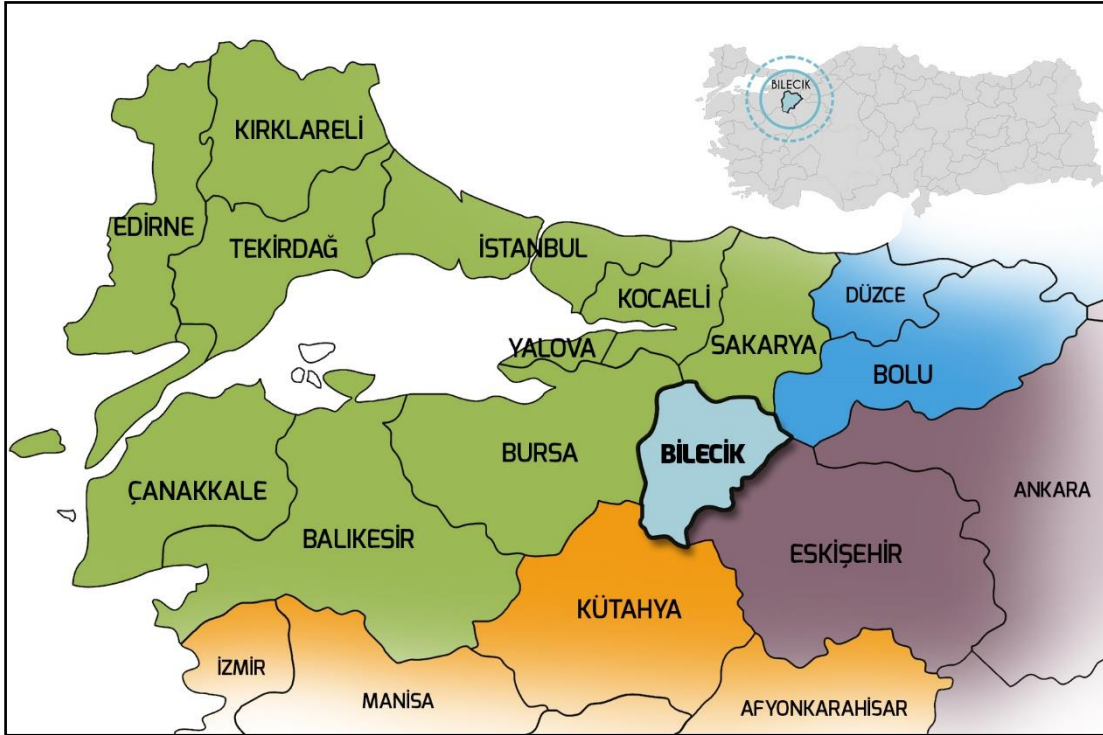 BİLECİK
KIRKLARELİ
EDİRNE
TEKİRDAĞ
İSTANBUL
KOCAELİ
DÜZCE
YALOVA
SAKARYA
BOLU
BURSA
BİLECİK
ÇANAKKALE
ANKARA
BALIKESİR
ESKİŞEHİR
KÜTAHYA
İZMİR
MANİSA
AFYONKARAHİSAR